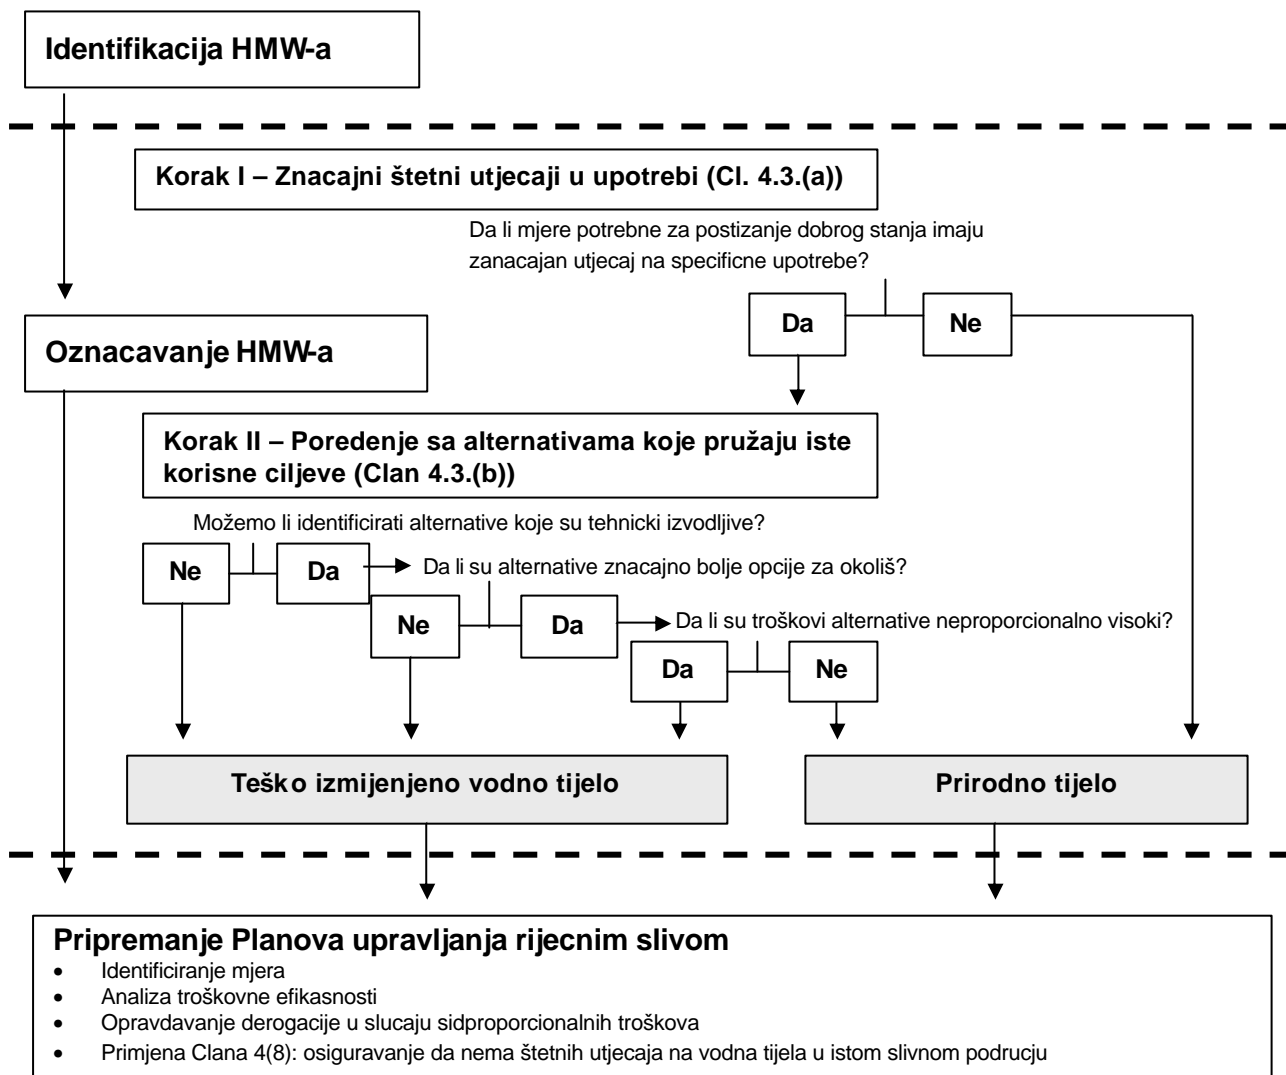 Identifikacija HMW-a
Korak I – Znacajni štetni utjecaji u upotrebi (Cl. 4.3.(a))
Da li mjere potrebne za postizanje dobrog stanja imaju
zanacajan utjecaj na specificne upotrebe?
Da
Ne
Oznacavanje HMW-a
Korak II – Poredenje sa alternativama koje pružaju iste
korisne ciljeve (Clan 4.3.(b))
Možemo li identificirati alternative koje su tehnicki izvodljive?
Ne
Da
Da li su alternative znacajno bolje opcije za okoliš?
Ne
Da
Da li su troškovi alternative neproporcionalno visoki?
Da
Ne
Teško izmijenjeno vodno tijelo
Prirodno tijelo
Pripremanje Planova upravljanja rijecnim slivom
• Identificiranje mjera
• Analiza troškovne efikasnosti
• Opravdavanje derogacije u slucaju sidproporcionalnih troškova
• Primjena Clana 4(8): osiguravanje da nema štetnih utjecaja na vodna tijela u istom slivnom podrucju